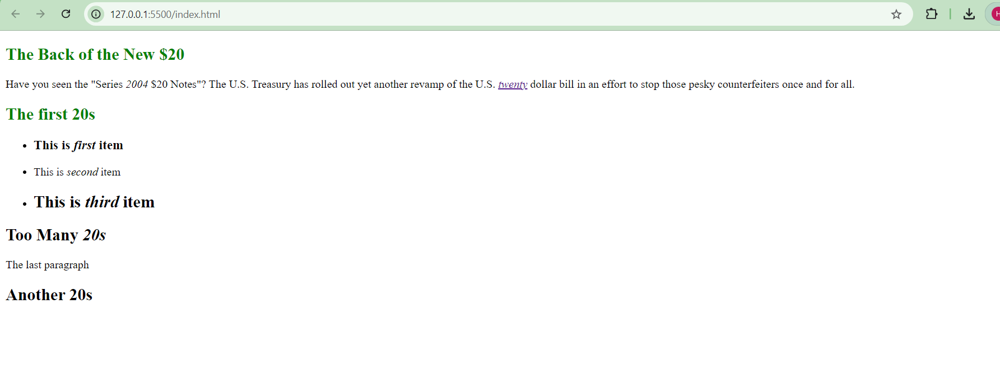 127.0.0.1:5500/index.html
H
The Back of the New $20
Have you seen the "Series 2004 $20 Notes"? The U.S. Treasury has rolled out yet another revamp of the U.S. twenty dollar bill in an effort to stop those pesky counterfeiters once and for all.
The first 20s
• This is first item
• This is second item
• This is third item
Too Many 20s
The last paragraph
Another 20s